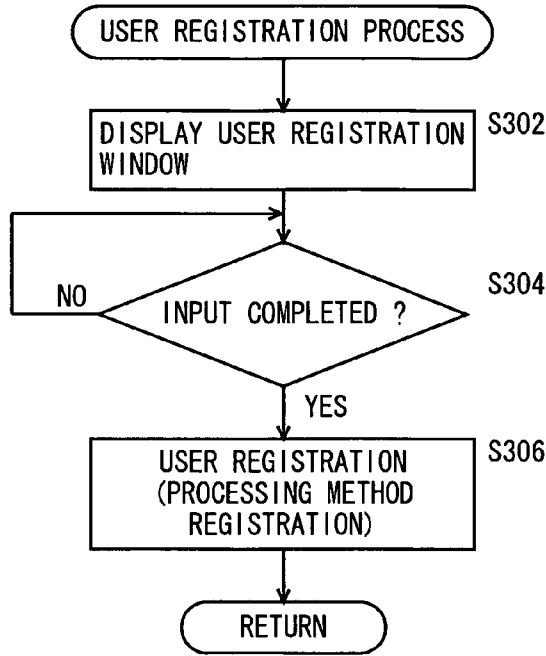 USER REGISTRATION PROCESS
DISPLAY USER REGISTRATION
WINDOW
S302
INPUT COMPLETED ?
S304
NO
YES
USER REGISTRATION
(PROCESSING METHOD
REGISTRATION)
S306
RETURN